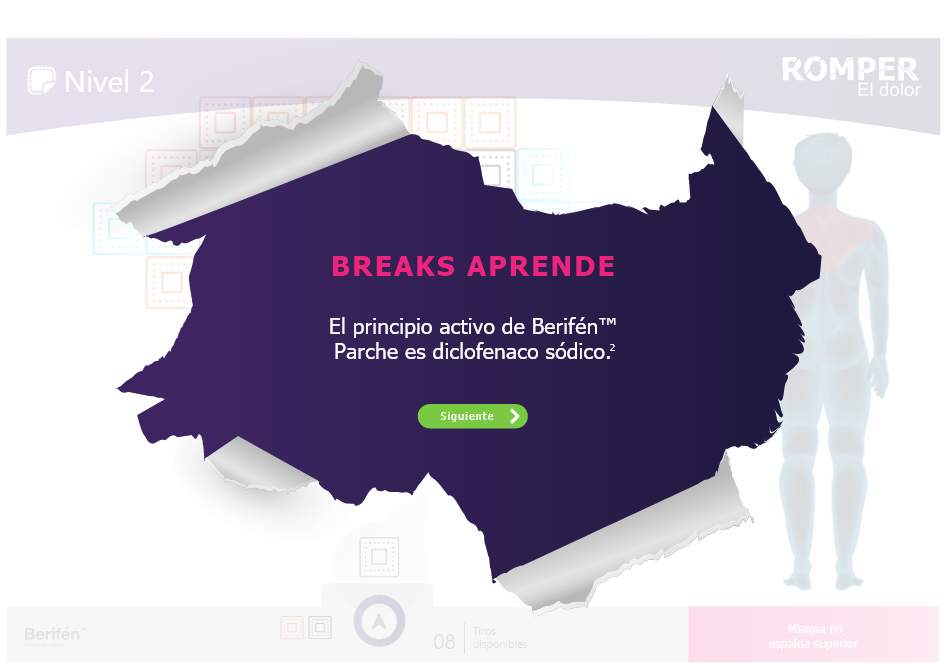 Nivel 2
ROMPER
El dolor
BREAKS APRENDE
El principio activo de Berifén™
Parche es diclofenaco sódico.²
Siguiente
Berifén™
08
Tiros
disponibles
Mialgia en
espalda superior